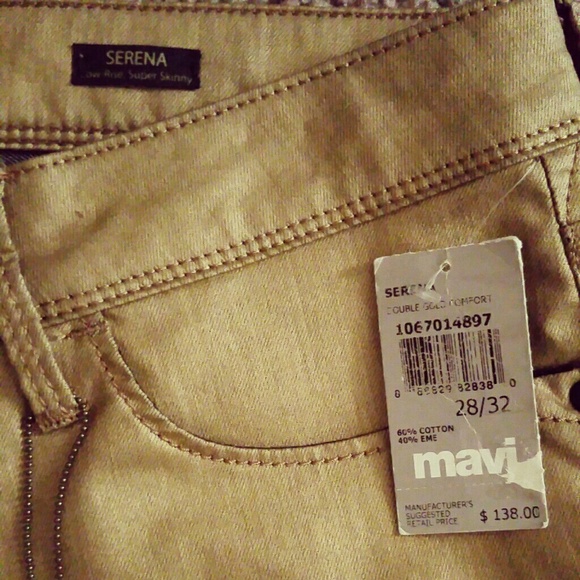 SERENA
Low Rise, Super Skinny
SERENA
DOUBLE GOLD COMFORT
1067014897
28/32
60% COTTON
40% EME
mavi
MANUFACTURER'S
SUGGESTED
RETAIL PRICE
$ 138.00